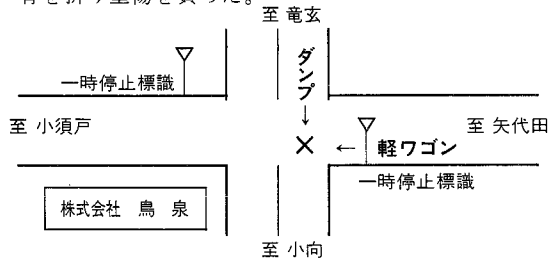 骨を折り重傷を負った。
至 竜玄
ダンプ
↓
一時停止標識
至 小須戸
至 矢代田
× ← 軽ワゴン
一時停止標識
株式会社 鳥 泉
至 小向